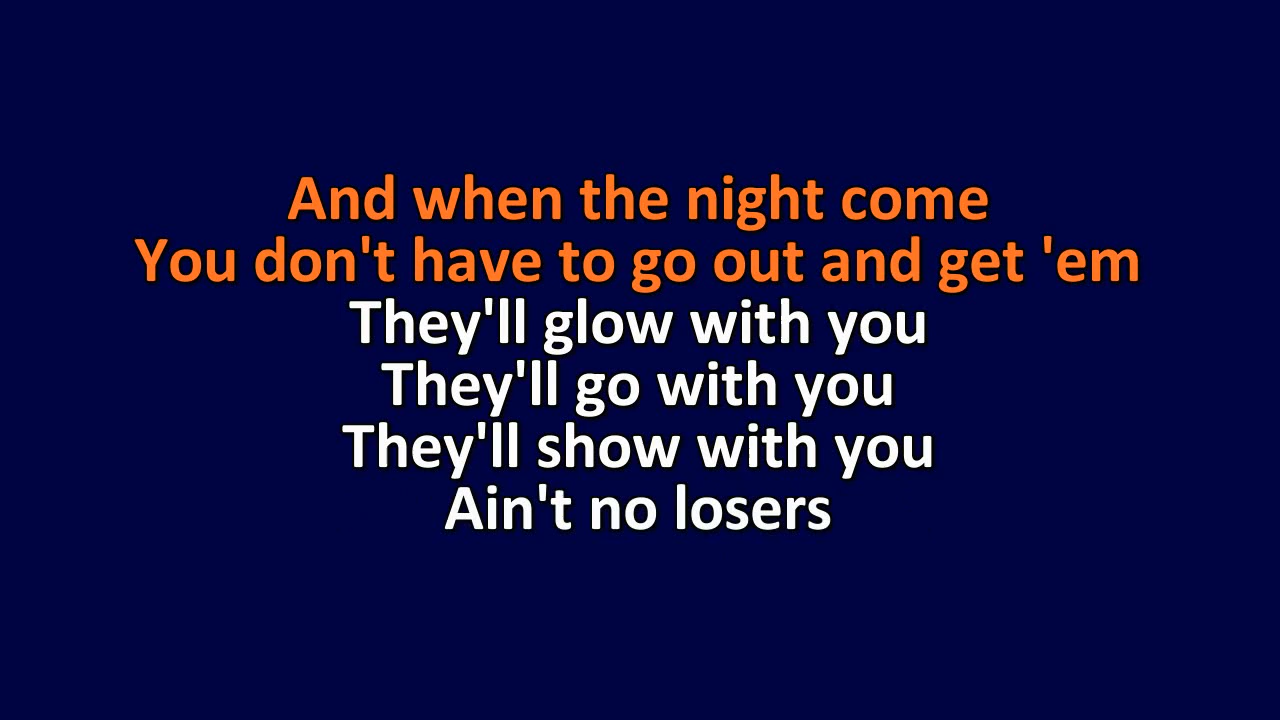 And when the night come
You don't have to go out and get 'em
They'll glow with you
They'll go with you
They'll show with you
Ain't no losers